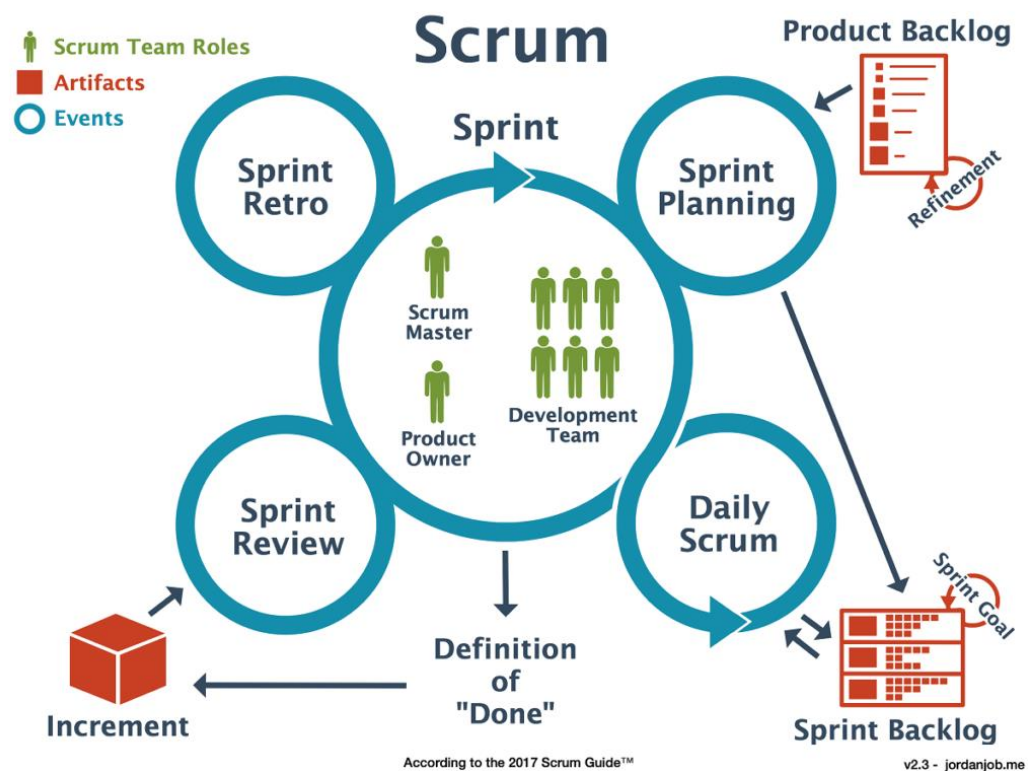 Scrum
Scrum Team Roles
Artifacts
Events
Product Backlog
Refinement
Sprint
Sprint
Retro
Sprint
Planning
Scrum
Master
Product
Owner
Development
Team
Sprint
Review
Daily
Scrum
Sprint Goal
Sprint Backlog
Definition
of
"Done"
Increment
According to the 2017 Scrum Guide™
v2.3 - jordanjob.me